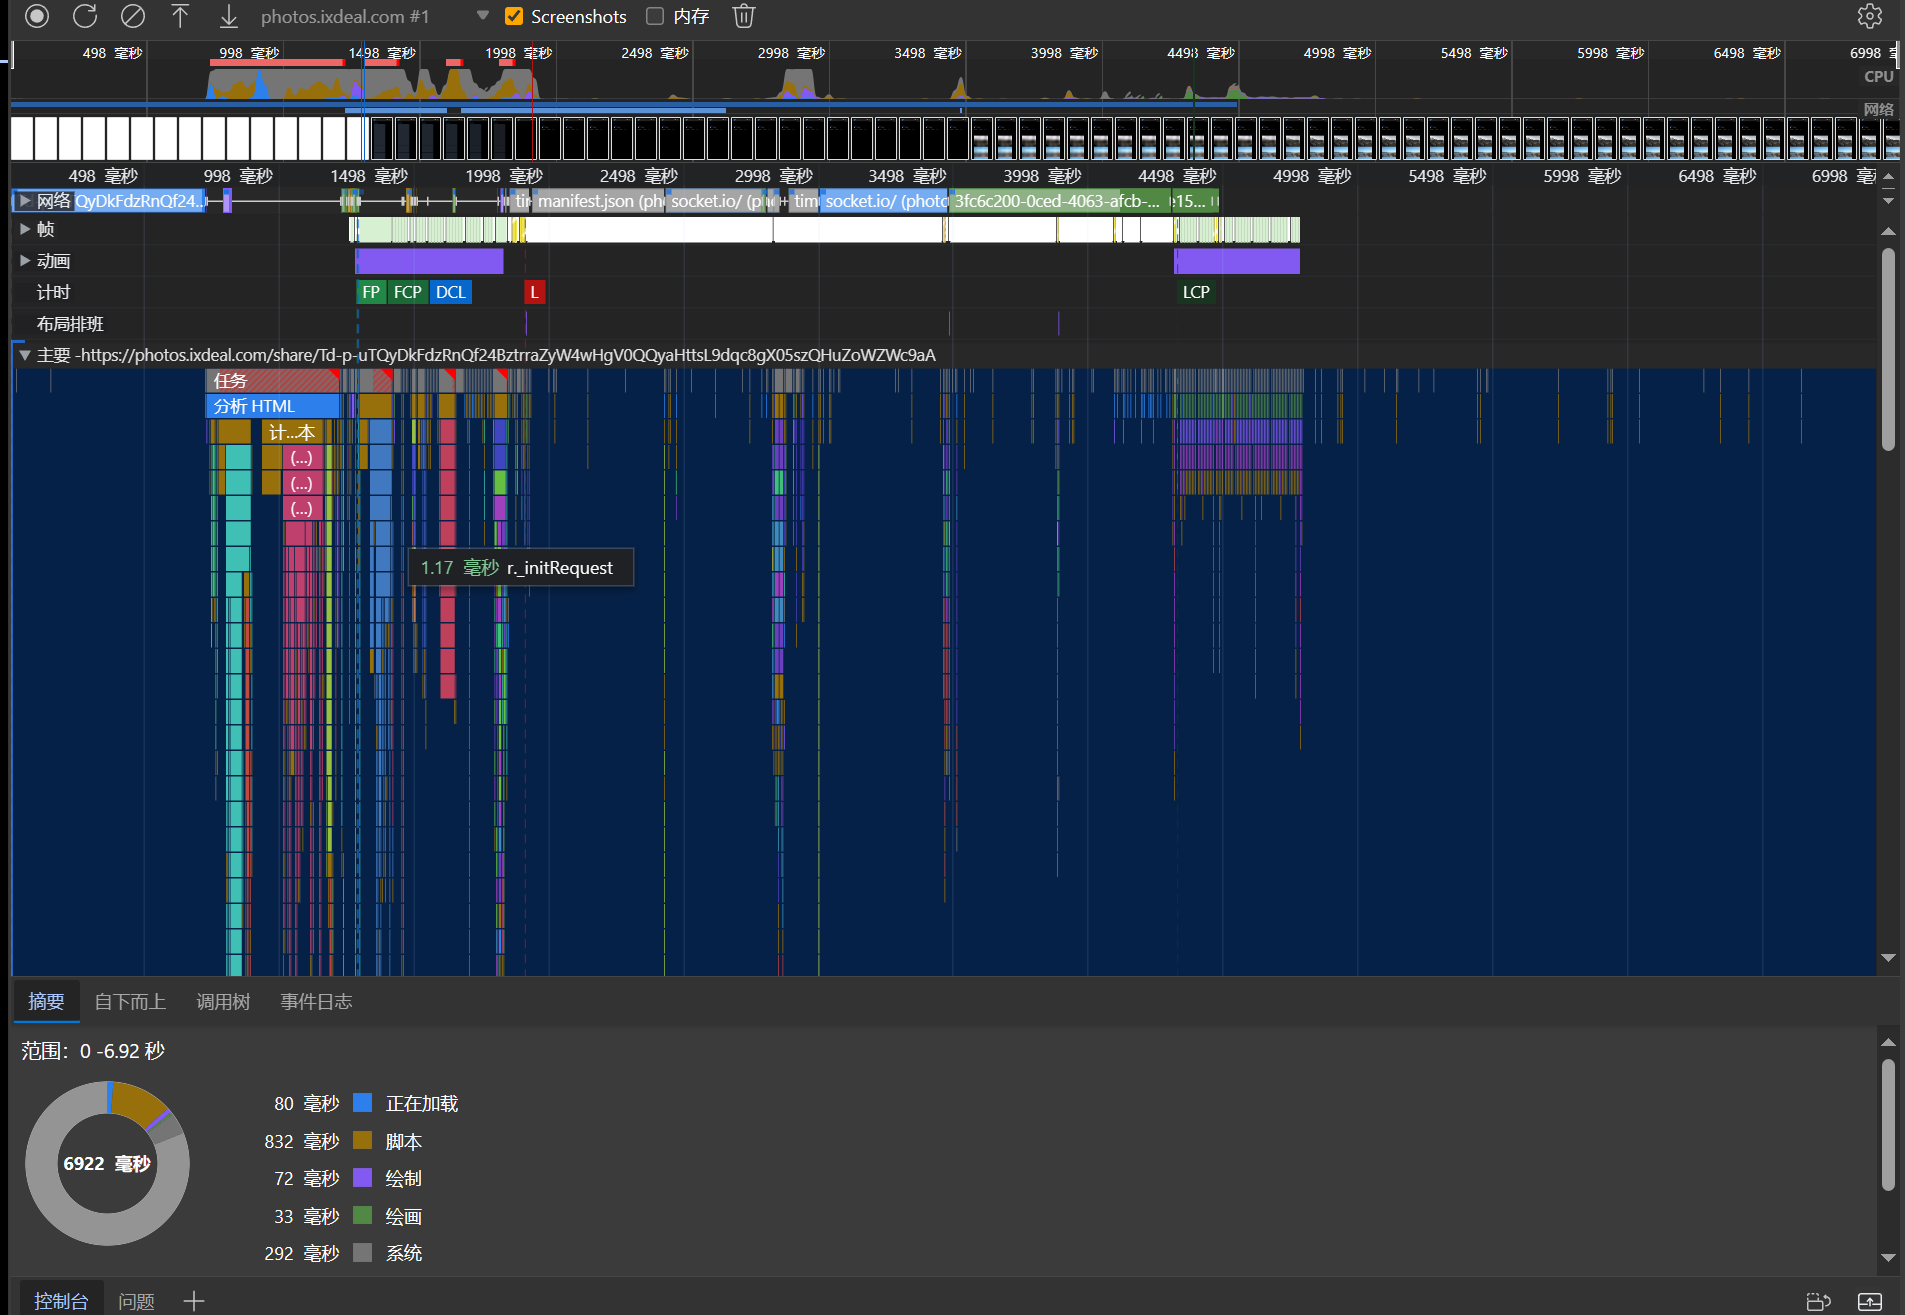 photos.ixdeal.com #1 Screenshots 内存
498 毫秒 998 毫秒 1498 毫秒 1998 毫秒 2498 毫秒 2998 毫秒 3498 毫秒 3998 毫秒 4498 毫秒 4998 毫秒 5498 毫秒 5998 毫秒 6498 毫秒 6998
CPU
网络
498 毫秒 998 毫秒 1498 毫秒 1998 毫秒 2498 毫秒 2998 毫秒 3498 毫秒 3998 毫秒 4498 毫秒 4998 毫秒 5498 毫秒 5998 毫秒 6498 毫秒 6998
网络 QyDkFdzRnQf24... tir manifest.json (pho socket.io/ (p tim socket.io/ (photo 3fc6c200-0ced-4063-afcb-... e15...
帧
动画
计时 FP FCP DCL L LCP
布局排班
主要 -https://photos.ixdeal.com/share/Td-p-uTQyDkFdzRnQf24BztrraZyW4wHgV0QQyaHttsL9dqc8gX05szQHuZoWZWc9aA
任务
分析 HTML
计...本
(...)
(...)
(...)
1.17 毫秒 r_initRequest
摘要 自下而上 调用树 事件日志
范围: 0 -6.92 秒
6922 毫秒
80 毫秒 正在加载
832 毫秒 脚本
72 毫秒 绘制
33 毫秒 绘画
292 毫秒 系统
控制台 问题